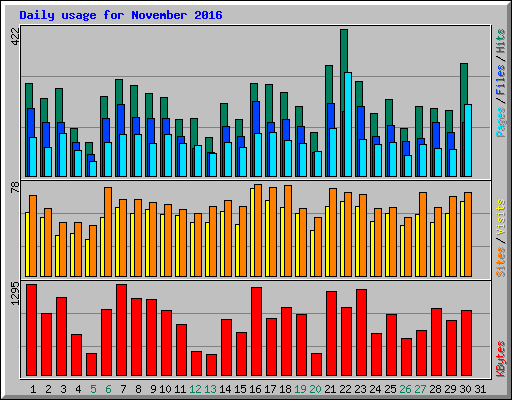 Daily usage for November 2016
422
Pages / Files / Hits
78
Sites / Visits
1295
KBytes
1 2 3 4 5 6 7 8 9 10 11 12 13 14 15 16 17 18 19 20 21 22 23 24 25 26 27 28 29 30 31